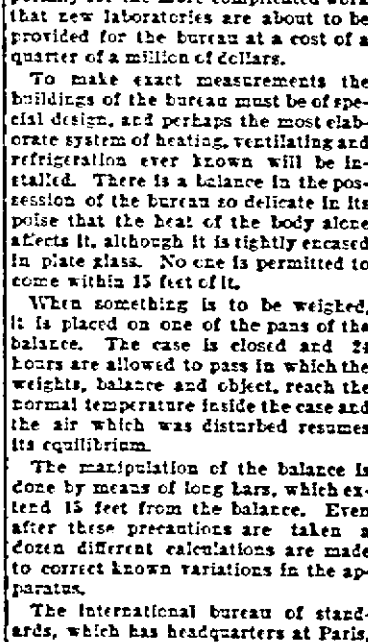 that new laboratories are about to be
provided for the bureau at a cost of a
quarter of a million of dollars.
To make exact measurements the
buildings of the bureau must be of spe-
cial design, and perhaps the most elab-
orate system of heating, ventilating and
refrigeration ever known will be in-
stalled. There is a balance in the pos-
session of the bureau so delicate in its
poise that the heat of the body alone
affects it, although it is tightly encased
in plate glass. No one is permitted to
come within 15 feet of it.
When something is to be weighed,
it is placed on one of the pans of the
balance. The case is closed and 24
hours are allowed to pass in which the
weights, balance and object, reach the
normal temperature inside the case and
the air which was disturbed resumes
its equilibrium.
The manipulation of the balance is
done by means of long bars, which ex-
tend 15 feet from the balance. Even
after these precautions are taken a
dozen different calculations are made
to correct known variations in the ap-
paratus.
The international bureau of stand-
ards, which has headquarters at Paris,